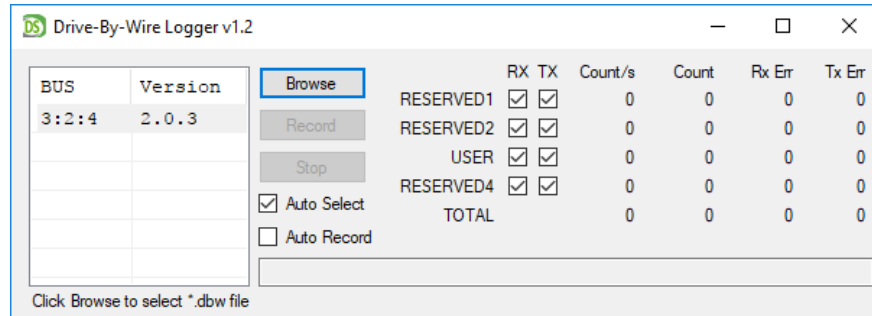 DS Drive-By-Wire Logger v1.2
BUS Version
3:2:4 2.0.3
Browse
Record
Stop
Auto Select
Auto Record
RX TX Count/s Count Rx Err Tx Err
RESERVED1 0 0 0 0
RESERVED2 0 0 0 0
USER 0 0 0 0
RESERVED4 0 0 0 0
TOTAL 0 0 0 0
Click Browse to select *.dbw file